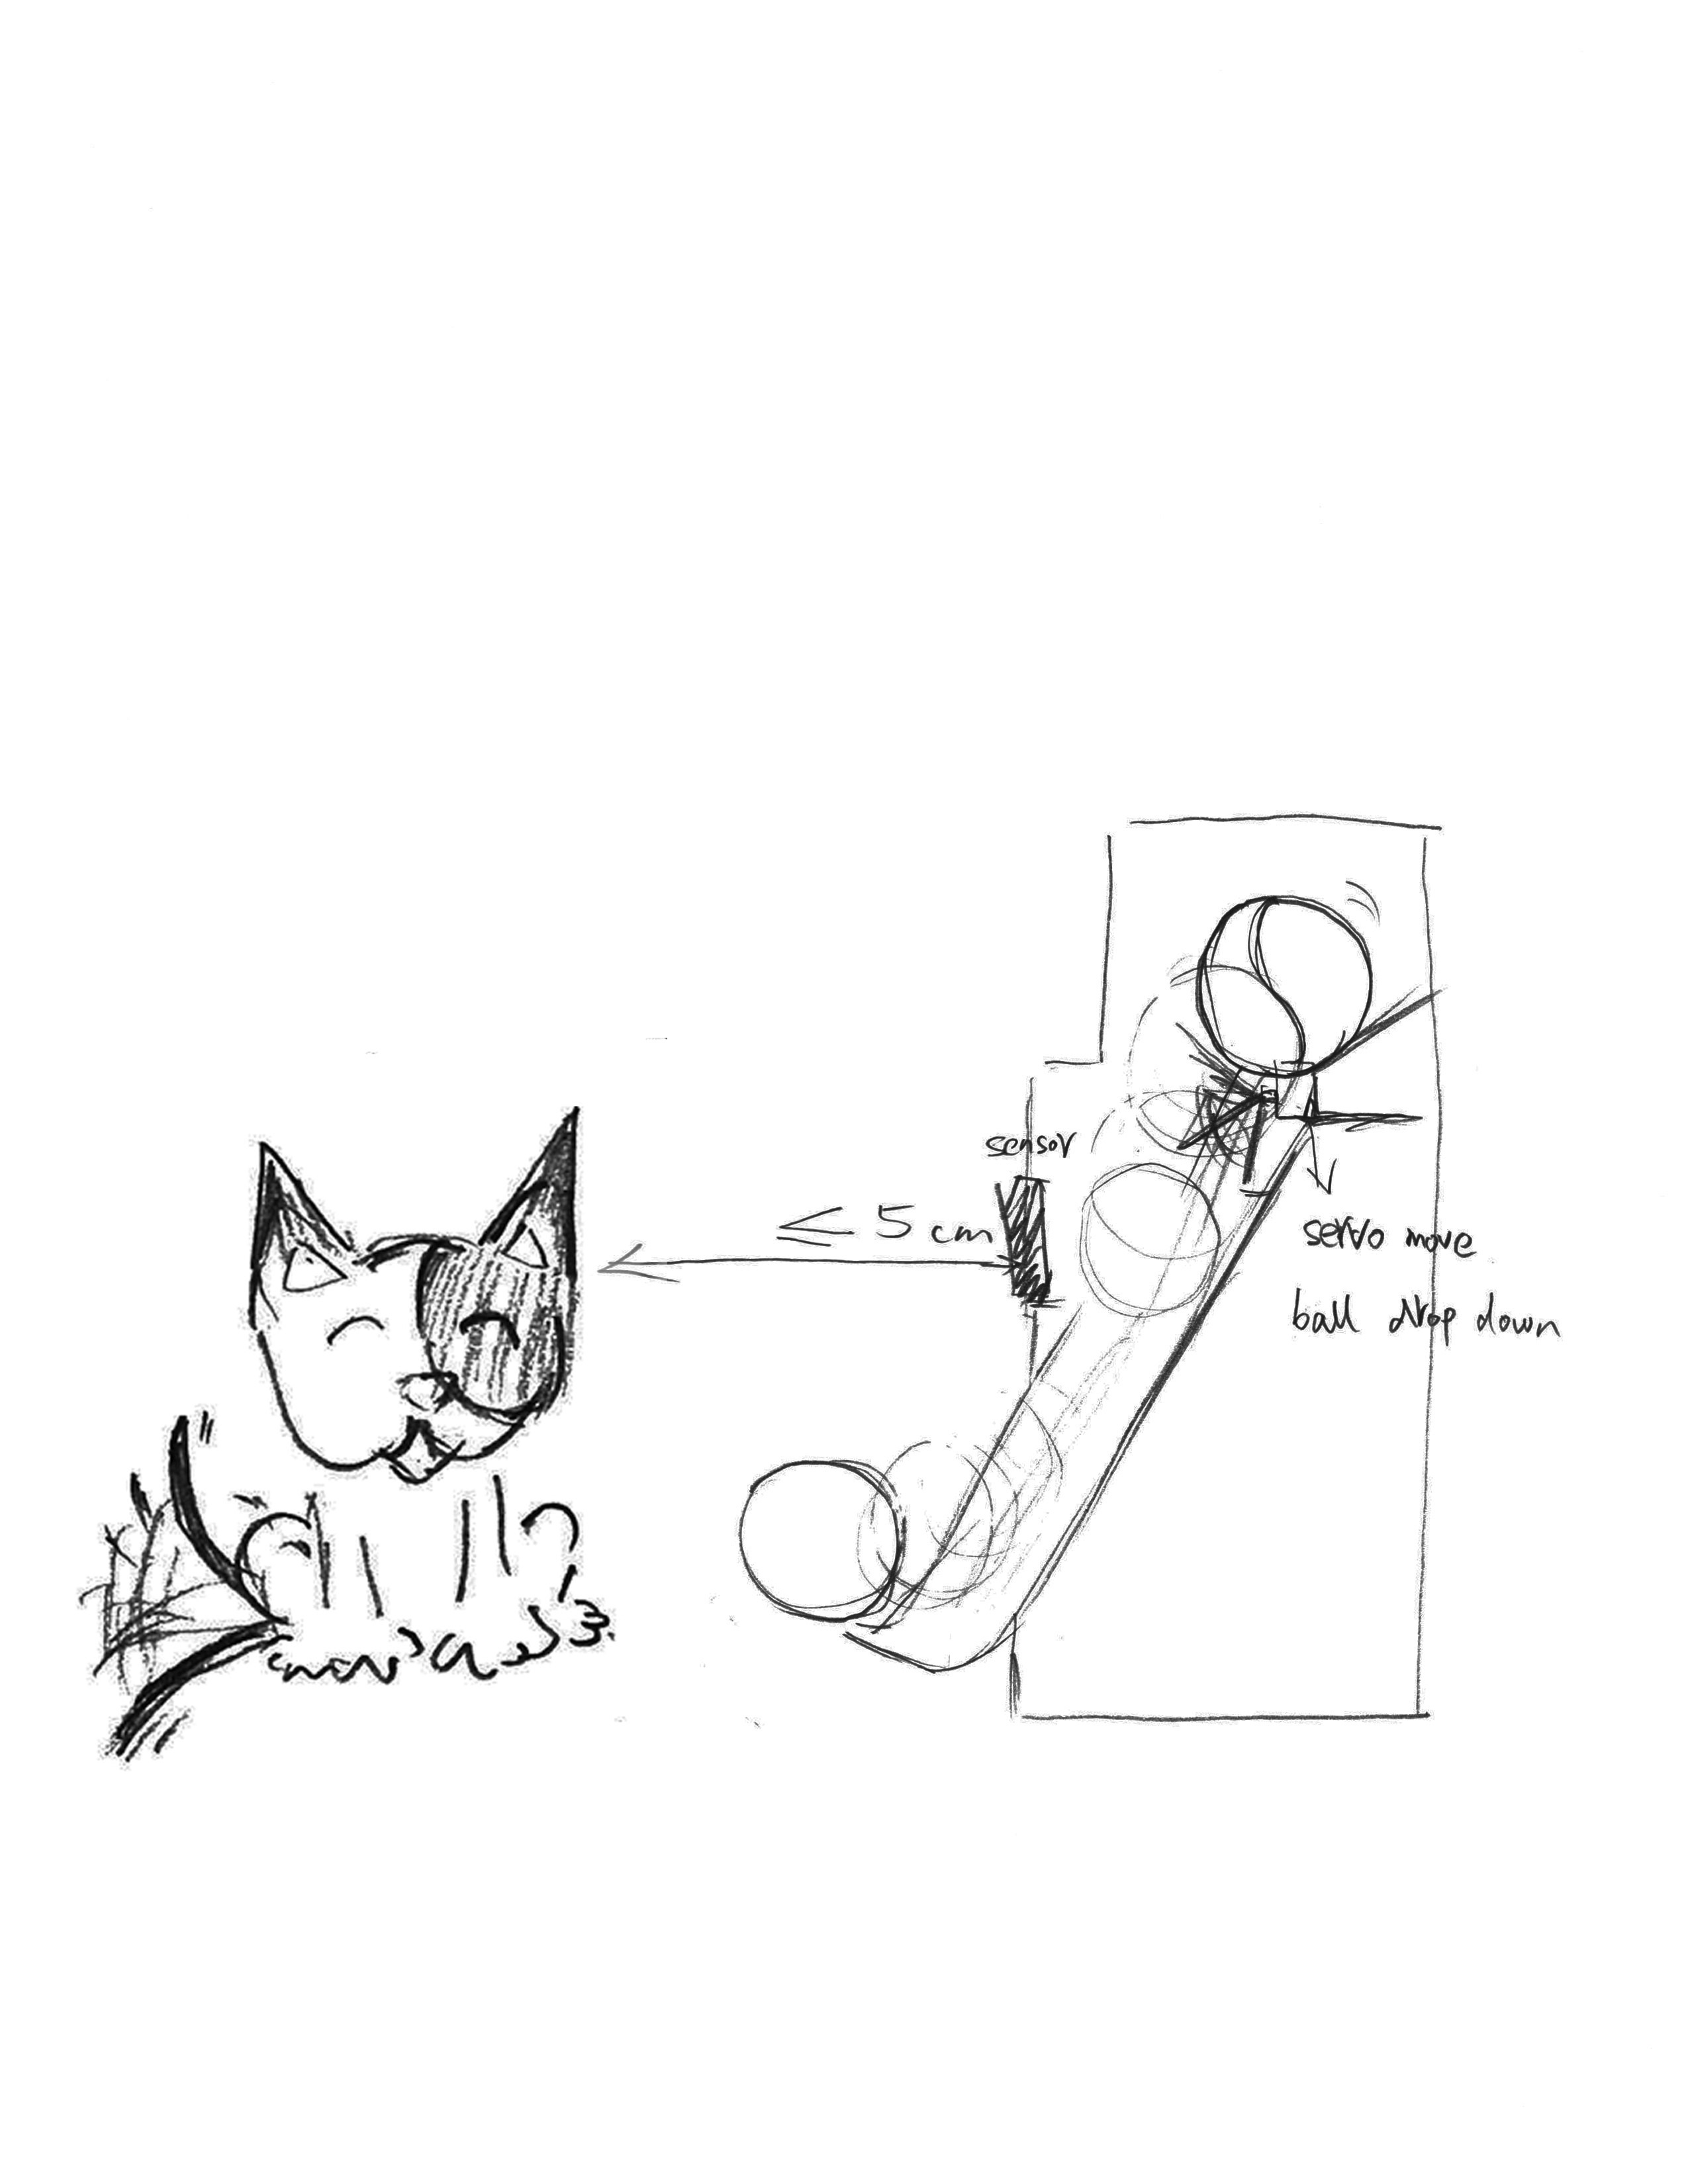 sensor
≤ 5 cm
servo move
ball drop down